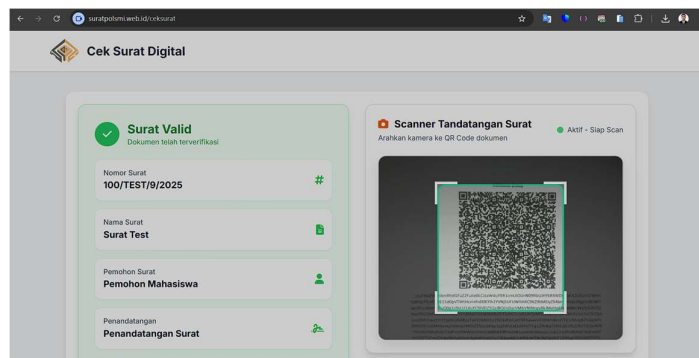 suratpolsmi.web.id/ceksurat
Cek Surat Digital
Surat Valid
Dokumen telah terverifikasi
Nomor Surat
100/TEST/9/2025
#
Nama Surat
Surat Test
Pemohon Surat
Pemohon Mahasiswa
Penandatangan
Penandatangan Surat
Scanner Tandatangan Surat
Arahkan kamera ke QR Code dokumen
Aktif - Siap Scan